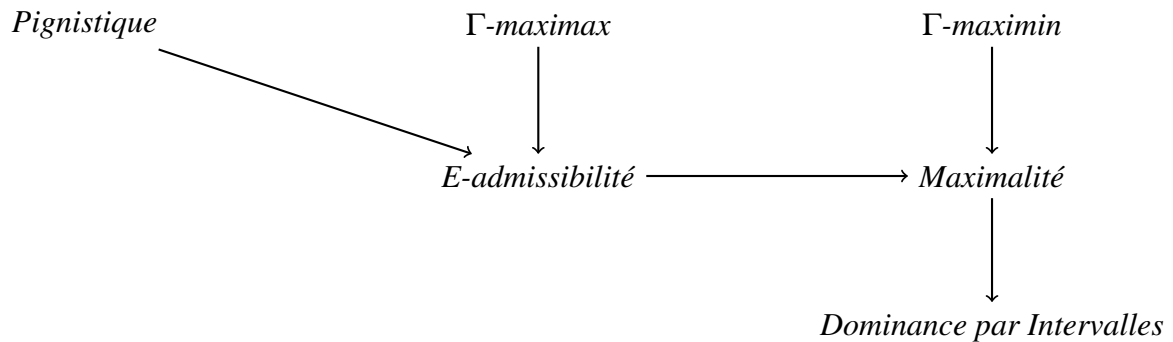 Pignistique
Γ-maximax
Γ-maximin
E-admissibilité
Maximalité
Dominance par Intervalles